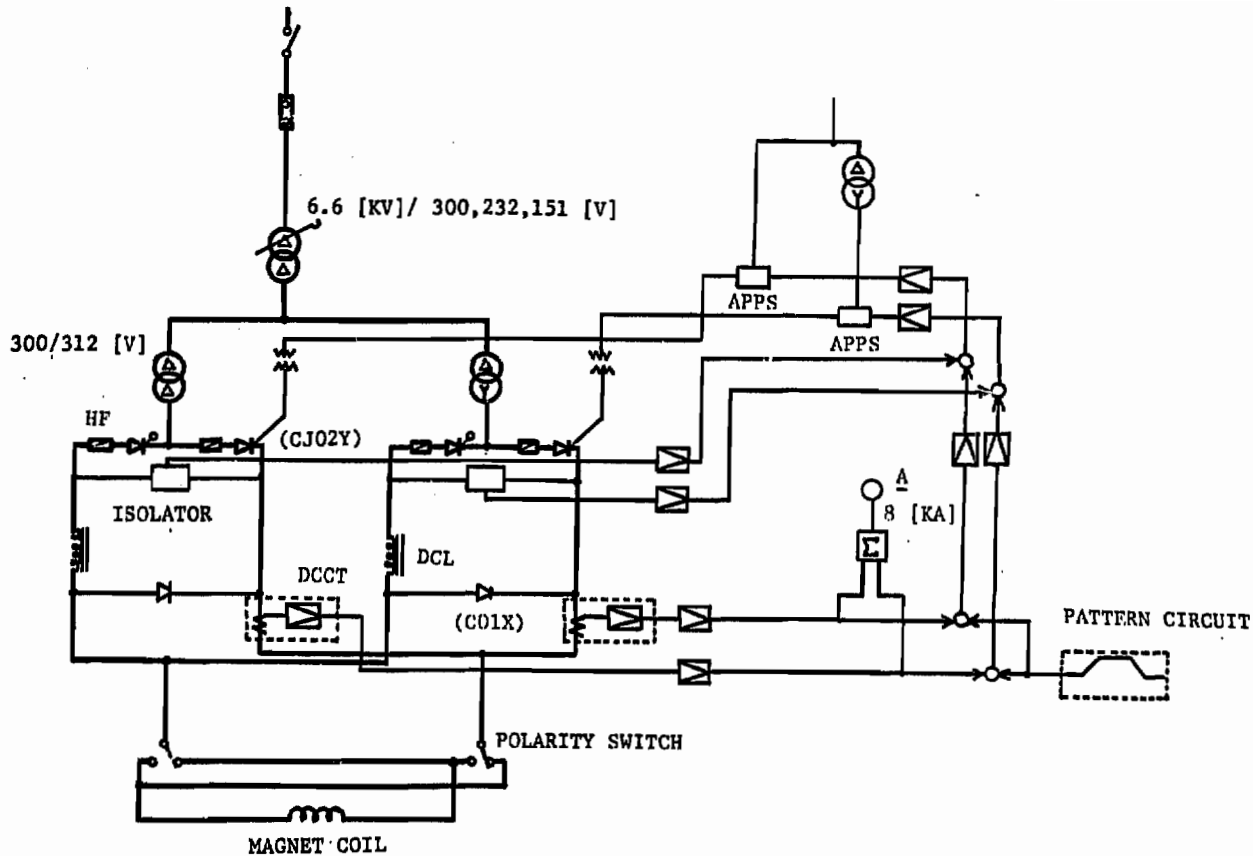 6.6 [KV]/ 300,232,151 [V]
Δ
Δ
Δ
Y
APPS
APPS
300/312 [V]
Δ
Δ
Δ
Y
HF
(CJ02Y)
ISOLATOR
A
8 [KA]
Σ
DCL
DCCT
(C01X)
PATTERN CIRCUIT
POLARITY SWITCH
MAGNET COIL